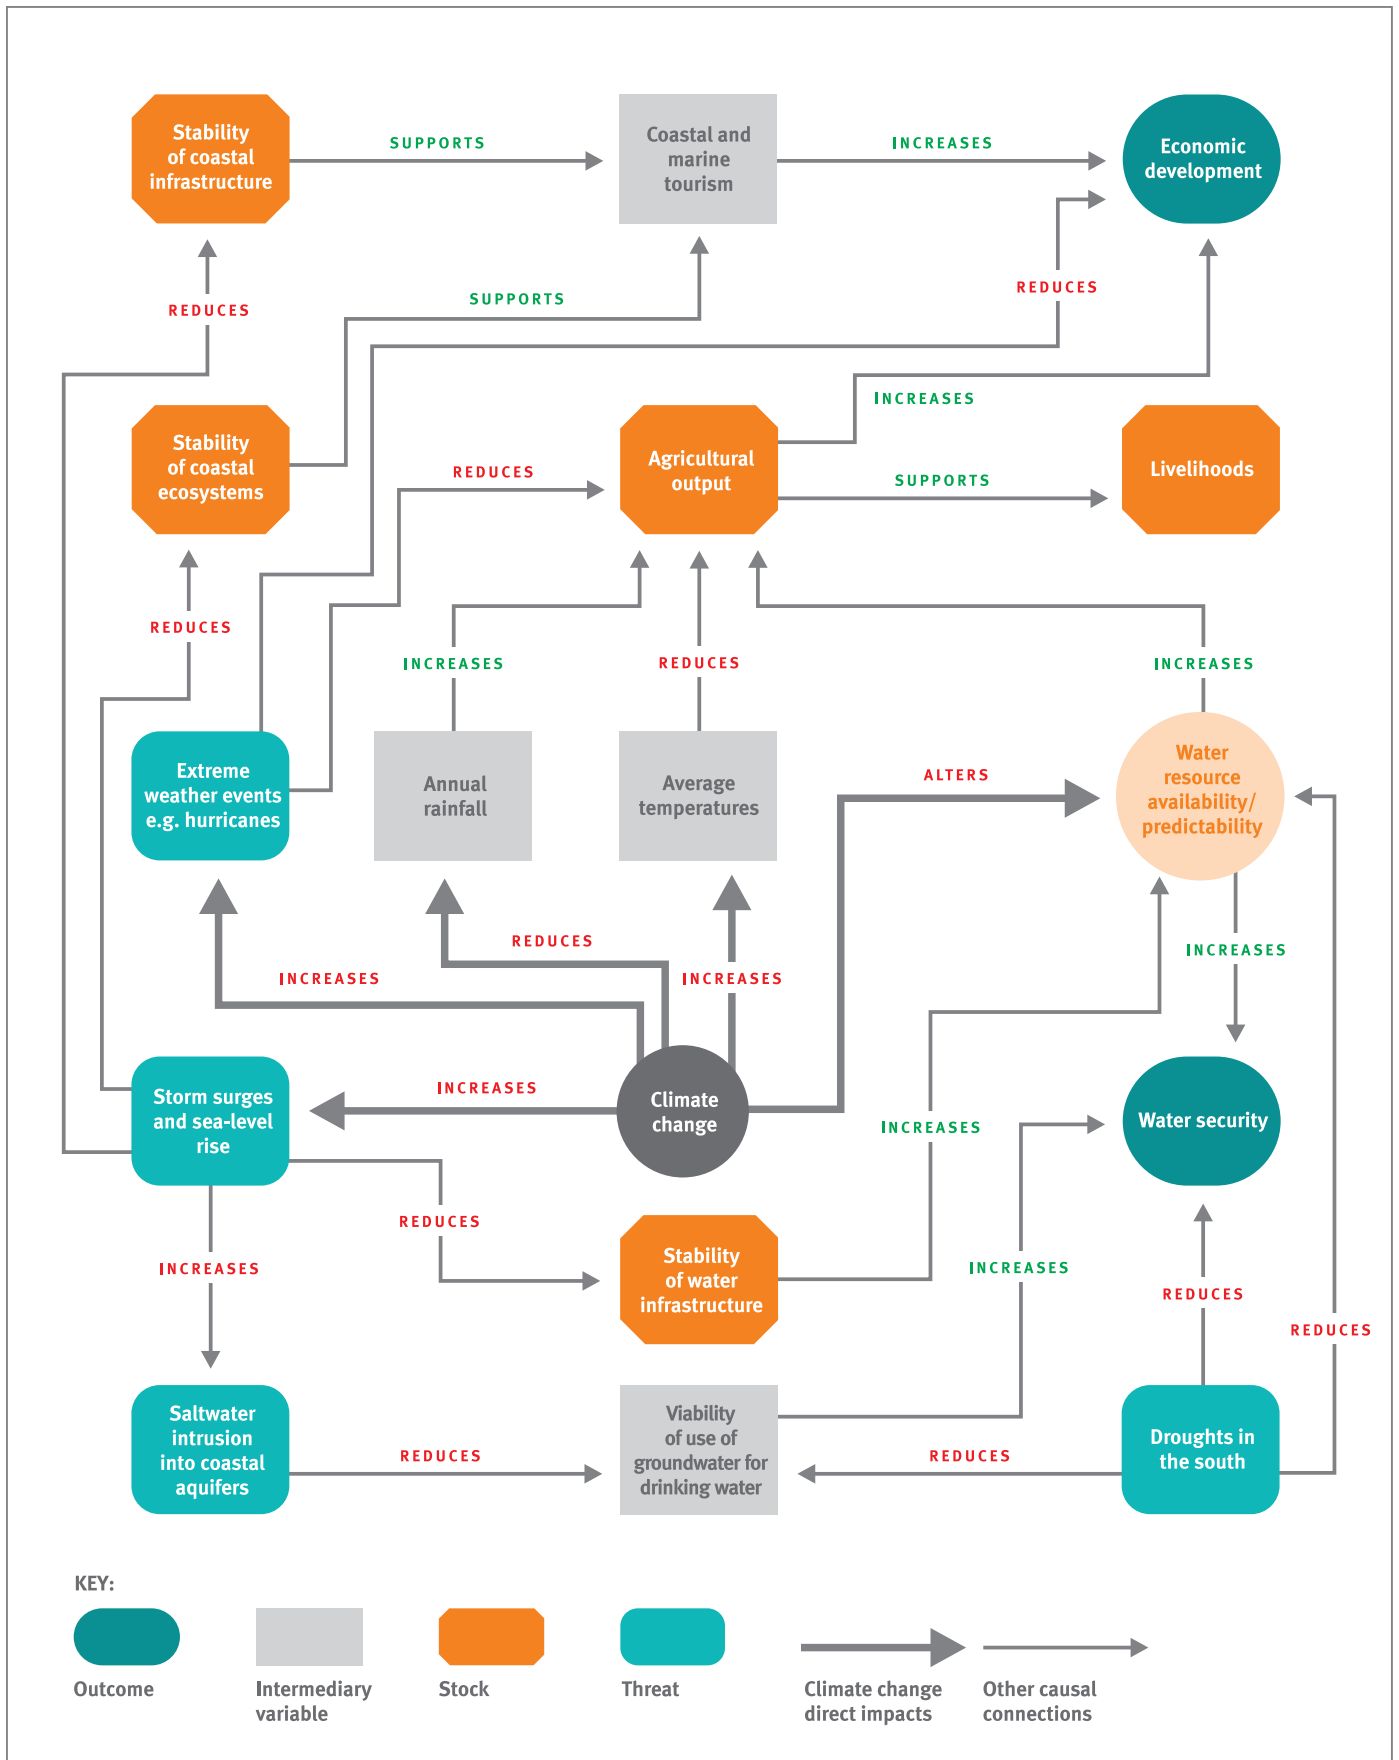 Stability
of coastal
infrastructure
SUPPORTS
Coastal and
marine
tourism
INCREASES
Economic
development
REDUCES
SUPPORTS
REDUCES
INCREASES
Stability
of coastal
ecosystems
REDUCES
Agricultural
output
SUPPORTS
Livelihoods
REDUCES
INCREASES
REDUCES
INCREASES
Extreme
weather events
e.g. hurricanes
Annual
rainfall
Average
temperatures
ALTERS
Water
resource
availability/
predictability
REDUCES
INCREASES
INCREASES
INCREASES
Storm surges
and sea-level
rise
INCREASES
Climate
change
INCREASES
Water security
REDUCES
INCREASES
Stability
of water
infrastructure
INCREASES
REDUCES
REDUCES
Saltwater
intrusion
into coastal
aquifers
REDUCES
Viability
of use of
groundwater for
drinking water
REDUCES
Droughts in
the south
KEY:
Outcome
Intermediary
variable
Stock
Threat
Climate change
direct impacts
Other causal
connections